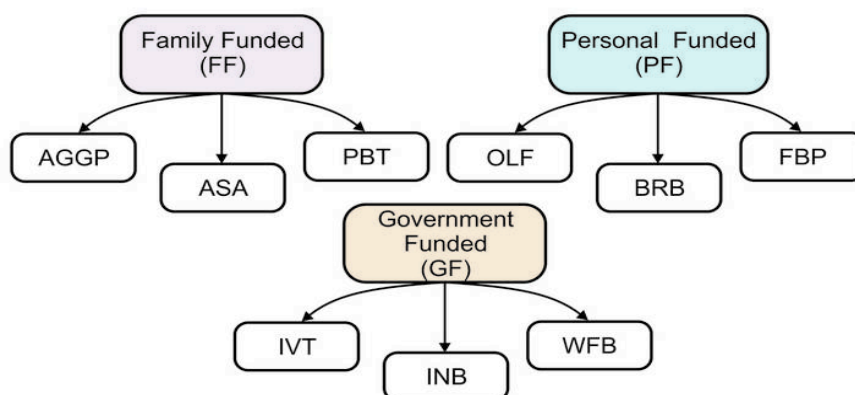 Family Funded
(FF)
Personal Funded
(PF)
AGGP
ASA
PBT
OLF
BRB
FBP
Government
Funded
(GF)
IVT
INB
WFB